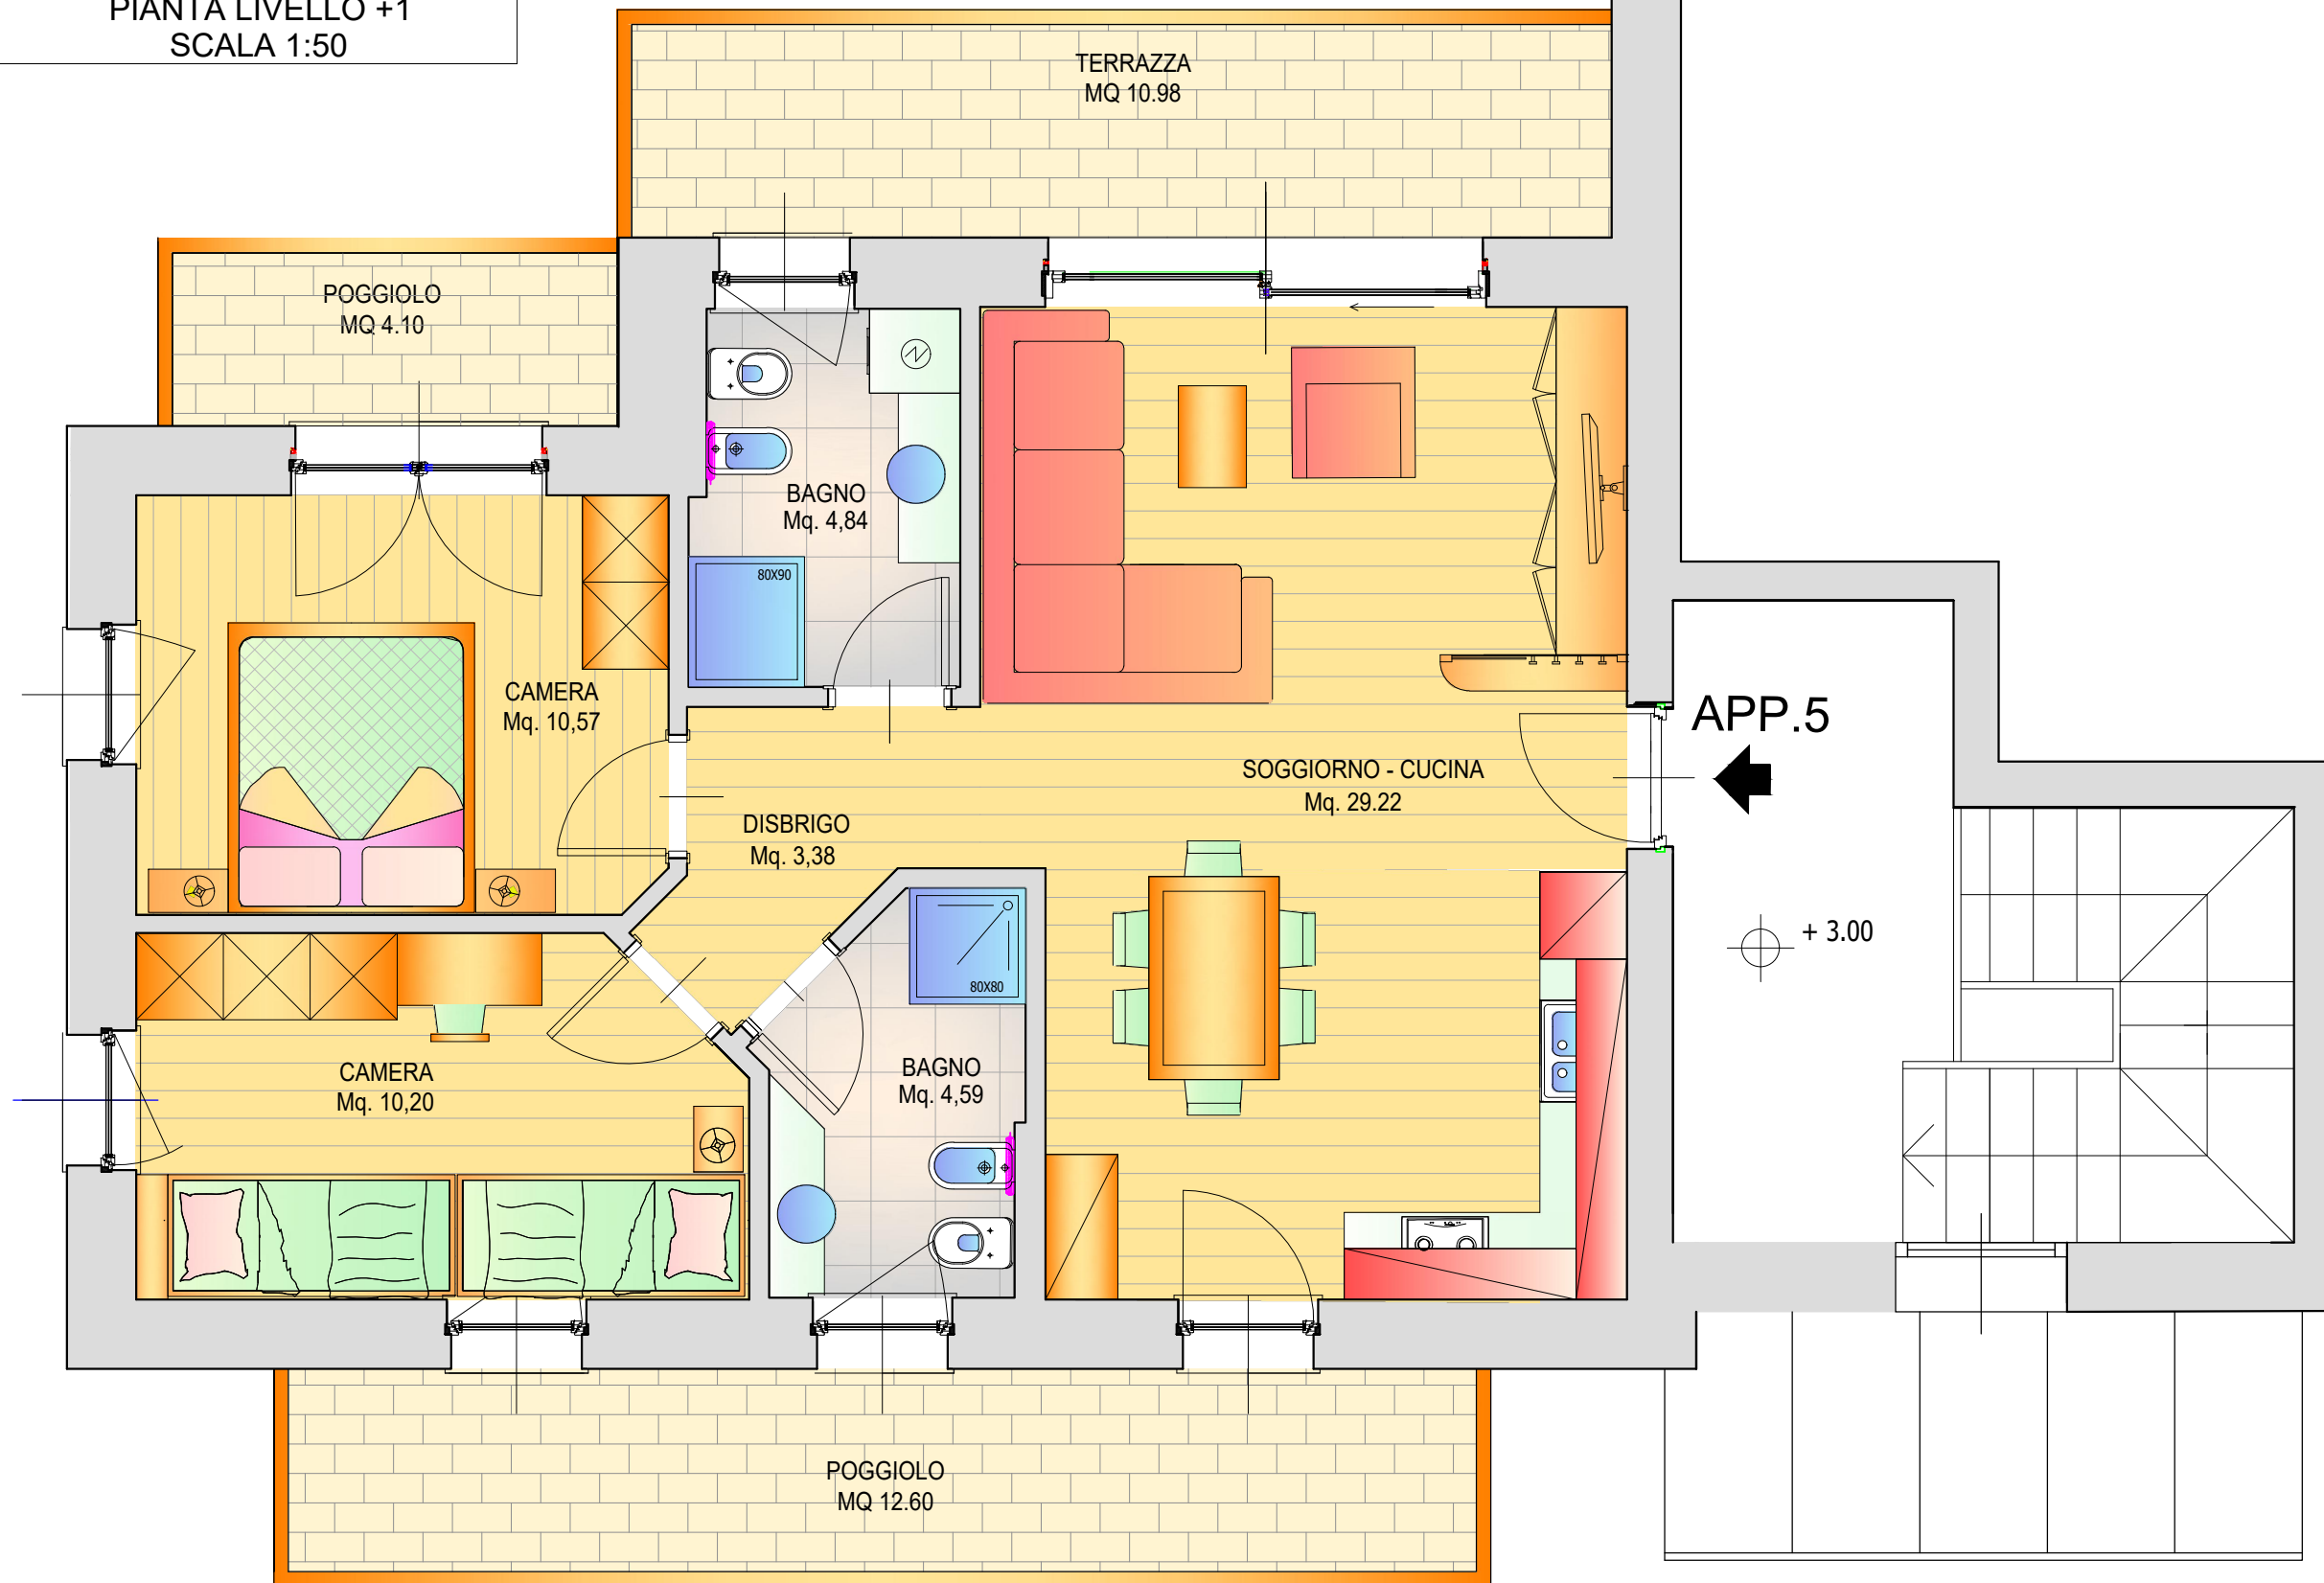 PIANTA LIVELLO +1
SCALA 1:50
TERRAZZA
MQ 10.98
POGGIOLO
MQ 4.10
BAGNO
Mq. 4,84
80X90
CAMERA
Mq. 10,57
APP.5
SOGGIORNO - CUCINA
Mq. 29.22
DISBRIGO
Mq. 3,38
+ 3.00
80X80
CAMERA
Mq. 10,20
BAGNO
Mq. 4,59
POGGIOLO
MQ 12.60